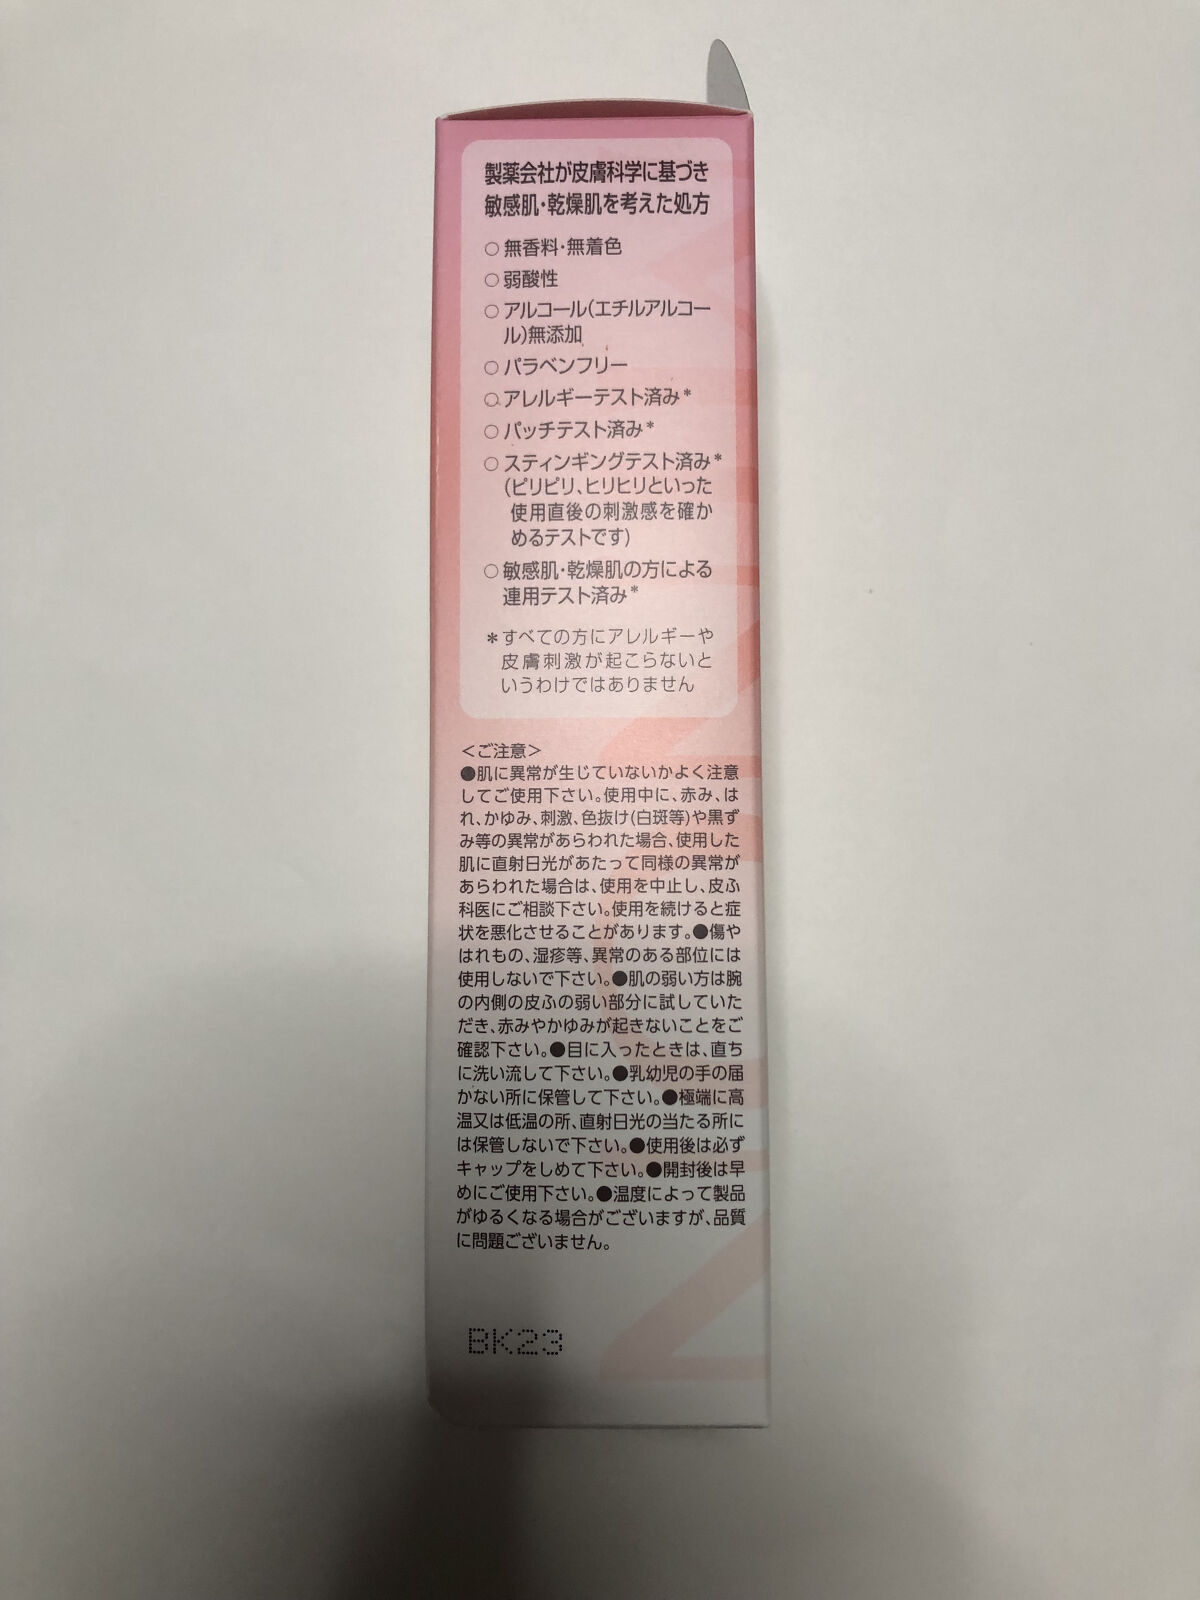 製薬会社が皮膚科学に基づき
敏感肌・乾燥肌を考えた処方
○無香料・無着色
○弱酸性
○アルコール(エチルアルコー
ル)無添加
○パラベンフリー
○アレルギーテスト済み*
○パッチテスト済み*
○スティンギングテスト済み*
(ピリピリ、ヒリヒリといった
使用直後の刺激感を確か
めるテストです)
○敏感肌・乾燥肌の方による
連用テスト済み*
*すべての方にアレルギーや
皮膚刺激が起こらないと
いうわけではありません
<ご注意>
●肌に異常が生じていないかよく注意
してご使用下さい。使用中に、赤み、は
れ、かゆみ、刺激、色抜け(白斑等)や黒ず
み等の異常があらわれた場合、使用した
肌に直射日光があたって同様の異常が
あらわれた場合は、使用を中止し、皮ふ
科医にご相談下さい。使用を続けると症
状を悪化させることがあります。●傷や
はれもの、湿疹等、異常のある部位には
使用しないで下さい。●肌の弱い方は腕
の内側の皮ふの弱い部分に試していた
だき、赤みやかゆみが起きないことをご
確認下さい。●目に入ったときは、直ち
に洗い流して下さい。●乳幼児の手の届
かない所に保管して下さい。●極端に高
温又は低温の所、直射日光の当たる所に
は保管しないで下さい。●使用後は必ず
キャップをしめて下さい。●開封後は早
めにご使用下さい。●温度によって製品
がゆるくなる場合がございますが、品質
に問題ございません。
BK23